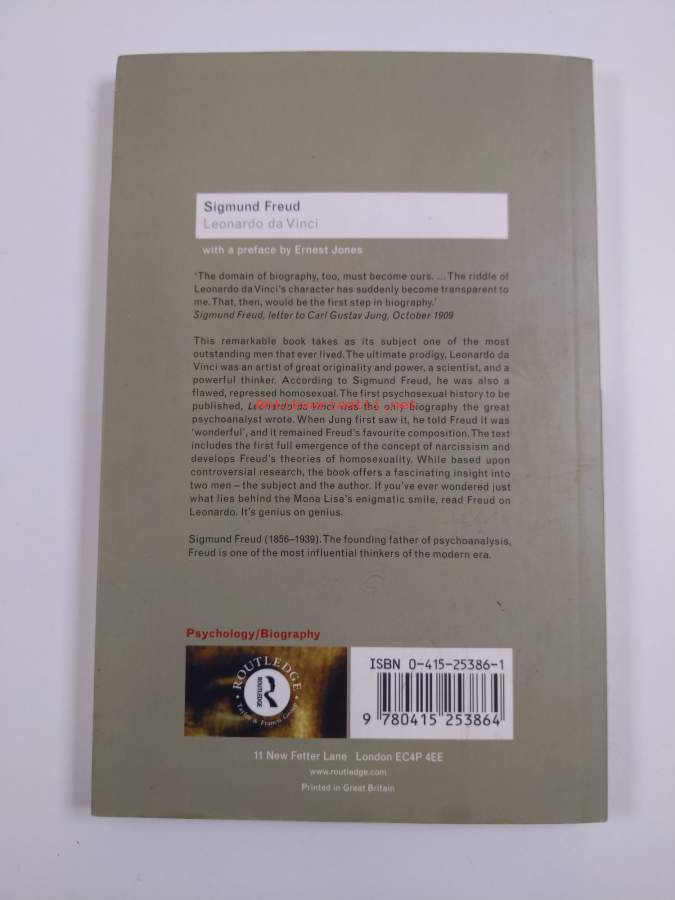 Sigmund Freud
Leonardo da Vinci
with a preface by Ernest Jones
'The domain of biography, too, must become ours. ... The riddle of
Leonardo da Vinci's character has suddenly become transparent to
me. That, then, would be the first step in biography.'
Sigmund Freud, letter to Carl Gustav Jung, October 1909
This remarkable book takes as its subject one of the most
outstanding men that ever lived. The ultimate prodigy, Leonardo da
Vinci was an artist of great originality and power, a scientist, and a
powerful thinker. According to Sigmund Freud, he was also a
flawed, repressed homosexual. The first psychosexual history to be
published, Leonardo da Vinci was the only biography the great
psychoanalyst wrote. When Jung first saw it, he told Freud it was
'wonderful', and it remained Freud's favourite composition. The text
includes the first full emergence of the concept of narcissism and
develops Freud's theories of homosexuality. While based upon
controversial research, the book offers a fascinating insight into
two men – the subject and the author. If you've ever wondered just
what lies behind the Mona Lisa's enigmatic smile, read Freud on
Leonardo. It's genius on genius.
Sigmund Freud (1856–1939). The founding father of psychoanalysis,
Freud is one of the most influential thinkers of the modern era.
Psychology/Biography
ROUTLEDGE
ROUTLEDGE
Taylor & Francis Group
ISBN 0-415-25386-1
9 780415 253864
11 New Fetter Lane London EC4P 4EE
www.routledge.com
Printed in Great Britain